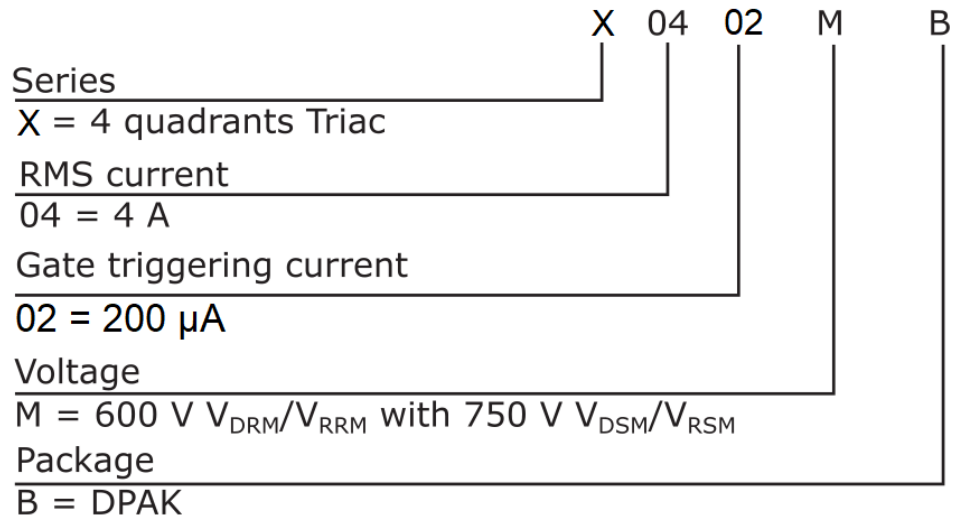 X 04 02 M B
Series
X = 4 quadrants Triac
RMS current
04 = 4 A
Gate triggering current
02 = 200 µA
Voltage
M = 600 V VDRM/VRRM with 750 V VDSM/VRSM
Package
B = DPAK